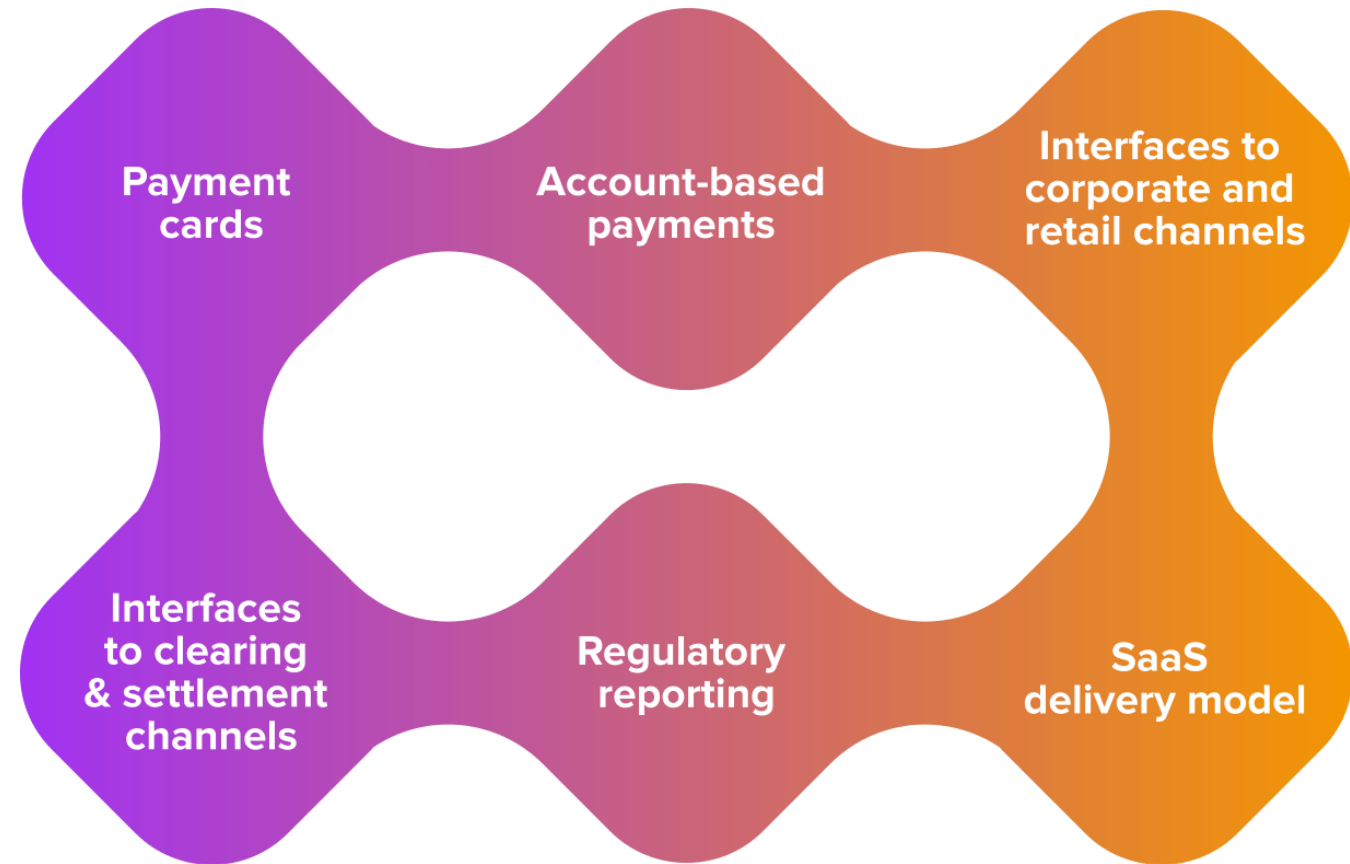 Payment
cards
Account-based
payments
Interfaces to
corporate and
retail channels
Interfaces
to clearing
& settlement
channels
Regulatory
reporting
SaaS
delivery model